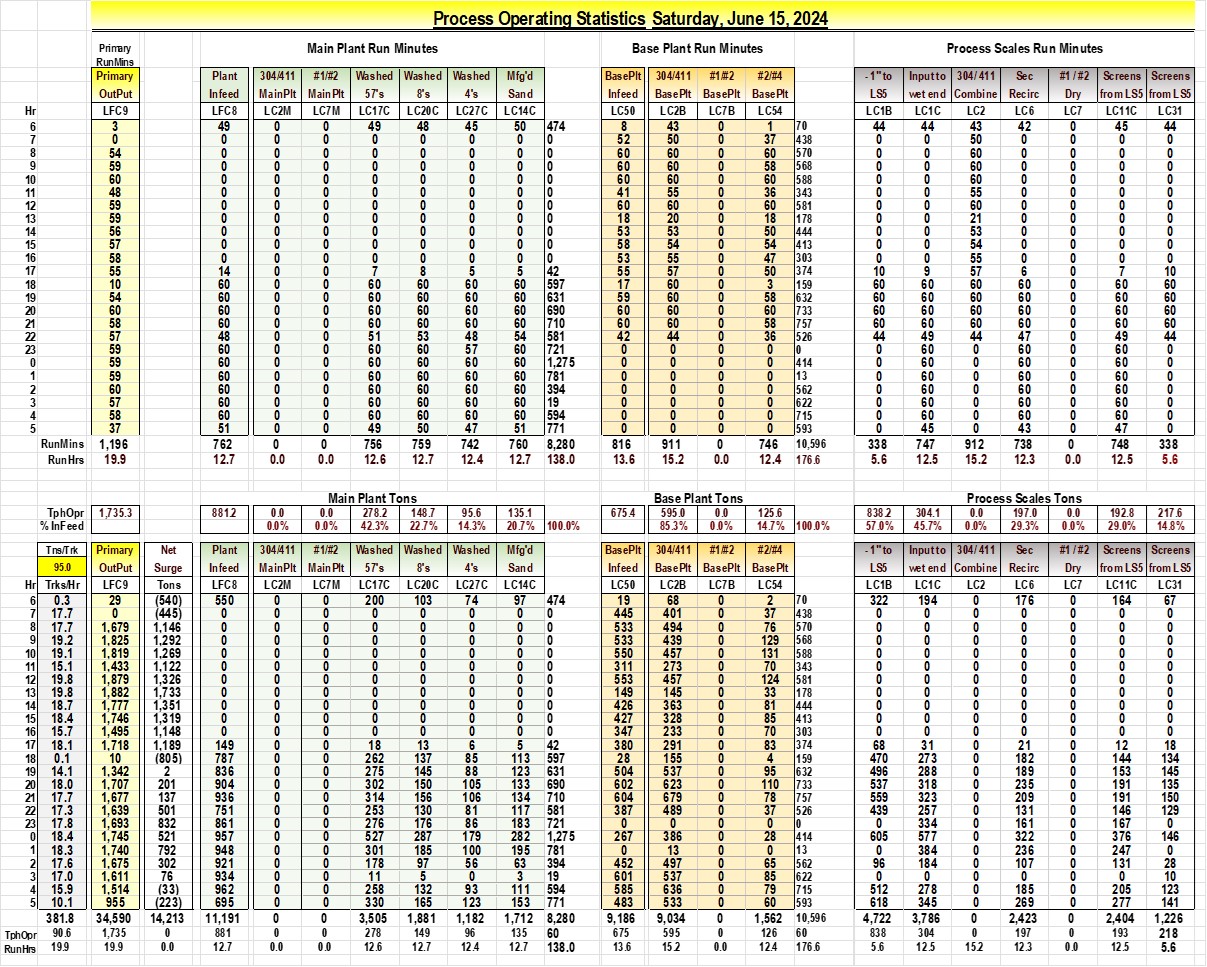 Process Operating Statistics Saturday, June 15, 2024
Primary Main Plant Run Minutes Base Plant Run Minutes Process Scales Run Minutes
RunMins
Primary Plant 304/411 #1/#2 Washed Washed Washed Mfg'd BasePlt 304/411 #1/#2 #2/#4 - 1" to Input to 304/ 411 Sec #1 / #2 Screens Screens
OutPut Infeed MainPlt MainPlt 57's 8's 4's Sand Infeed BasePlt BasePlt BasePlt LS5 wet end Combine Recirc Dry from LS5 from LS5
Hr LFC9 LFC8 LC2M LC7M LC17C LC20C LC27C LC14C LC50 LC2B LC7B LC54 LC1B LC1C LC2 LC6 LC7 LC11C LC31
6 3 49 0 0 49 48 45 50 474 8 43 0 1 70 44 44 43 42 0 45 44
7 0 0 0 0 0 0 0 0 0 52 50 0 37 438 0 0 50 0 0 0 0
8 54 0 0 0 0 0 0 0 0 60 60 0 60 570 0 0 60 0 0 0 0
9 59 0 0 0 0 0 0 0 0 60 60 0 58 568 0 0 60 0 0 0 0
10 60 0 0 0 0 0 0 0 0 60 60 0 60 588 0 0 60 0 0 0 0
11 48 0 0 0 0 0 0 0 0 41 55 0 36 343 0 0 55 0 0 0 0
12 59 0 0 0 0 0 0 0 0 60 60 0 60 581 0 0 60 0 0 0 0
13 59 0 0 0 0 0 0 0 0 18 20 0 18 178 0 0 21 0 0 0 0
14 56 0 0 0 0 0 0 0 0 53 53 0 50 444 0 0 53 0 0 0 0
15 57 0 0 0 0 0 0 0 0 58 54 0 54 413 0 0 54 0 0 0 0
16 58 0 0 0 0 0 0 0 0 53 55 0 47 303 0 0 55 0 0 0 0
17 55 14 0 0 7 8 5 5 42 55 57 0 50 374 10 9 57 6 0 7 10
18 10 60 0 0 60 60 60 60 597 17 60 0 3 159 60 60 60 60 0 60 60
19 54 60 0 0 60 60 60 60 631 59 60 0 58 632 60 60 60 60 0 60 60
20 60 60 0 0 60 60 60 60 690 60 60 0 60 733 60 60 60 60 0 60 60
21 58 60 0 0 60 60 60 60 710 60 60 0 58 757 60 60 60 60 0 60 60
22 57 48 0 0 51 53 48 54 581 42 44 0 36 526 44 49 44 47 0 49 44
23 59 60 0 0 60 60 57 60 721 0 0 0 0 0 0 60 0 60 0 60 0
0 59 60 0 0 60 60 60 60 1,275 0 0 0 0 414 0 60 0 60 0 60 0
1 59 60 0 0 60 60 60 60 781 0 0 0 0 13 0 60 0 60 0 60 0
2 60 60 0 0 60 60 60 60 394 0 0 0 0 562 0 60 0 60 0 60 0
3 57 60 0 0 60 60 60 60 19 0 0 0 0 622 0 60 0 60 0 60 0
4 58 60 0 0 60 60 60 60 594 0 0 0 0 715 0 60 0 60 0 60 0
5 37 51 0 0 49 50 47 51 771 0 0 0 0 593 0 45 0 43 0 47 0
RunMins 1,196 762 0 0 756 759 742 760 8,280 816 911 0 746 10,596 338 747 912 738 0 748 338
RunHrs 19.9 12.7 0.0 0.0 12.6 12.7 12.4 12.7 138.0 13.6 15.2 0.0 12.4 176.6 5.6 12.5 15.2 12.3 0.0 12.5 5.6
Main Plant Tons Base Plant Tons Process Scales Tons
TphOpr 1,735.3 881.2 0.0 0.0 278.2 148.7 95.6 135.1 675.4 595.0 0.0 125.6 838.2 304.1 0.0 197.0 0.0 192.8 217.6
% InFeed 0.0% 0.0% 42.3% 22.7% 14.3% 20.7% 100.0% 85.3% 0.0% 14.7% 100.0% 57.0% 45.7% 0.0% 29.3% 0.0% 29.0% 14.8%
Tns/Trk Primary Net Plant 304/411 #1/#2 Washed Washed Washed Mfg'd BasePlt 304/411 #1/#2 #2/#4 - 1" to Input to 304/ 411 Sec #1 / #2 Screens Screens
95.0 OutPut Surge Infeed MainPlt MainPlt 57's 8's 4's Sand Infeed BasePlt BasePlt BasePlt LS5 wet end Combine Recirc Dry from LS5 from LS5
Hr Trks/Hr LFC9 Tons LFC8 LC2M LC7M LC17C LC20C LC27C LC14C LC50 LC2B LC7B LC54 LC1B LC1C LC2 LC6 LC7 LC11C LC31
6 0.3 29 (540) 550 0 0 200 103 74 97 474 19 68 0 2 70 322 194 0 176 0 164 67
7 17.7 0 (445) 0 0 0 0 0 0 0 0 445 401 0 37 438 0 0 0 0 0 0 0
8 17.7 1,679 1,146 0 0 0 0 0 0 0 0 533 494 0 76 570 0 0 0 0 0 0 0
9 19.2 1,825 1,292 0 0 0 0 0 0 0 0 533 439 0 129 568 0 0 0 0 0 0 0
10 19.1 1,819 1,269 0 0 0 0 0 0 0 0 550 457 0 131 588 0 0 0 0 0 0 0
11 15.1 1,433 1,122 0 0 0 0 0 0 0 0 311 273 0 70 343 0 0 0 0 0 0 0
12 19.8 1,879 1,326 0 0 0 0 0 0 0 0 553 457 0 124 581 0 0 0 0 0 0 0
13 19.8 1,882 1,733 0 0 0 0 0 0 0 0 149 145 0 33 178 0 0 0 0 0 0 0
14 18.7 1,777 1,351 0 0 0 0 0 0 0 0 426 363 0 81 444 0 0 0 0 0 0 0
15 18.4 1,746 1,319 0 0 0 0 0 0 0 0 427 328 0 85 413 0 0 0 0 0 0 0
16 15.7 1,495 1,148 0 0 0 0 0 0 0 0 347 233 0 70 303 0 0 0 0 0 0 0
17 18.1 1,718 1,189 149 0 0 18 13 6 5 42 380 291 0 83 374 68 31 0 21 0 12 18
18 0.1 10 (805) 787 0 0 262 137 85 113 597 28 155 0 4 159 470 273 0 182 0 144 134
19 14.1 1,342 2 836 0 0 275 145 88 123 631 504 537 0 95 632 496 288 0 189 0 153 145
20 18.0 1,707 201 904 0 0 302 150 105 133 690 602 623 0 110 733 537 318 0 235 0 191 135
21 17.7 1,677 137 936 0 0 314 156 106 134 710 604 679 0 78 757 559 323 0 209 0 191 150
22 17.3 1,639 501 751 0 0 253 130 81 117 581 387 489 0 37 526 439 257 0 131 0 146 129
23 17.8 1,693 832 861 0 0 276 176 86 183 721 0 0 0 0 0 0 334 0 161 0 167 0
0 18.4 1,745 521 957 0 0 527 287 179 282 1,275 267 386 0 28 414 605 577 0 322 0 376 146
1 18.3 1,740 792 948 0 0 301 185 100 195 781 0 13 0 0 13 0 384 0 236 0 247 0
2 17.6 1,675 302 921 0 0 178 97 56 63 394 452 497 0 65 562 96 184 0 107 0 131 28
3 17.0 1,611 76 934 0 0 11 5 0 3 19 601 537 0 85 622 0 0 0 0 0 0 10
4 15.9 1,514 (33) 962 0 0 258 132 93 111 594 585 636 0 79 715 512 278 0 185 0 205 123
5 10.1 955 (223) 695 0 0 330 165 123 153 771 483 533 0 60 593 618 345 0 269 0 277 141
381.8 34,590 14,213 11,191 0 0 3,505 1,881 1,182 1,712 8,280 9,186 9,034 0 1,562 10,596 4,722 3,786 0 2,423 0 2,404 1,226
TphOpr 90.6 1,735 0 881 0 0 278 149 96 135 60 675 595 0 126 60 838 304 0 197 0 193 218
RunHrs 19.9 19.9 0.0 12.7 0.0 0.0 12.6 12.7 12.4 12.7 138.0 13.6 15.2 0.0 12.4 176.6 5.6 12.5 15.2 12.3 0.0 12.5 5.6